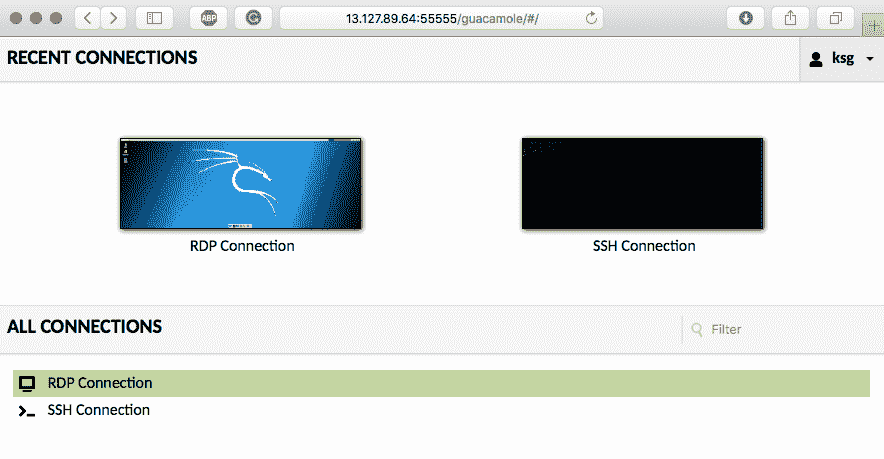 ABP
13.127.89.64:55555/guacamole/#/
RECENT CONNECTIONS
ksg
RDP Connection
SSH Connection
ALL CONNECTIONS
Filter
RDP Connection
SSH Connection